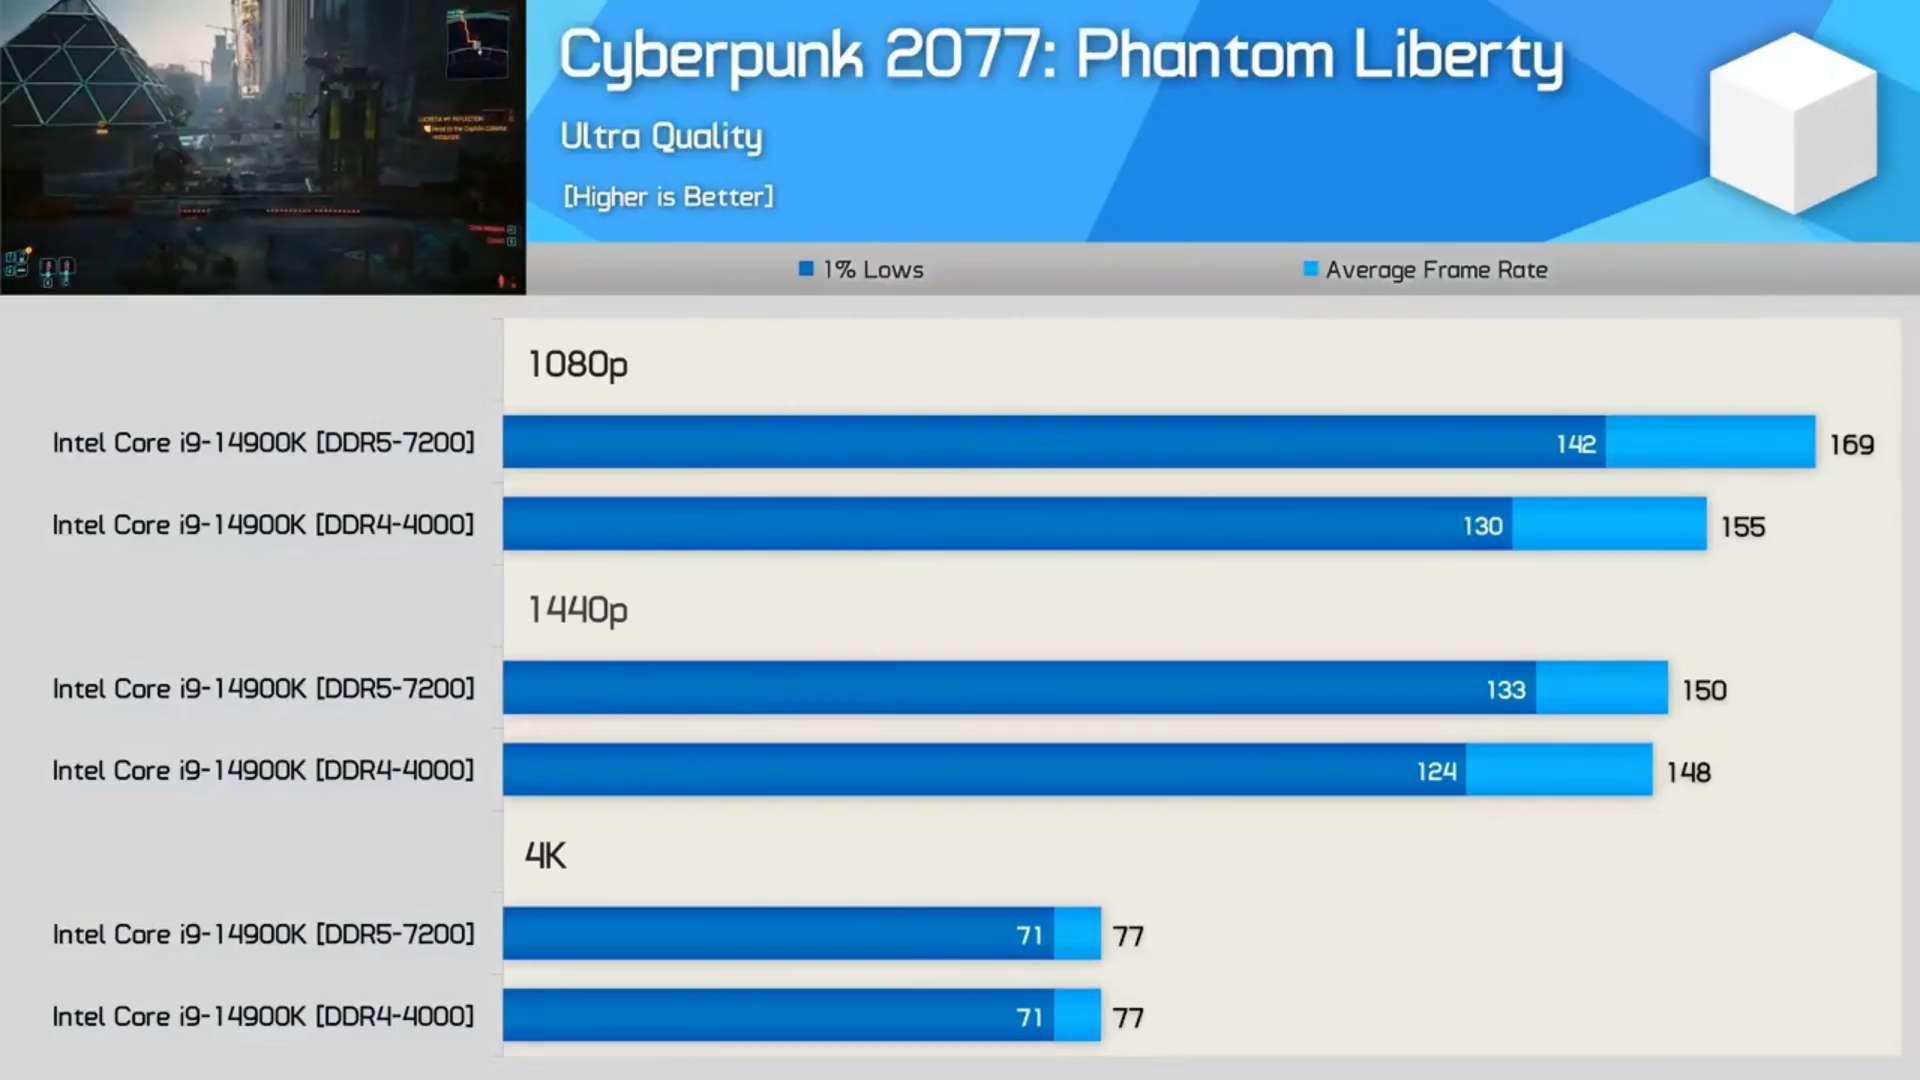 Cyberpunk 2077: Phantom Liberty
Ultra Quality
[Higher is Better]
1% Lows
Average Frame Rate
1080p
Intel Core i9-14900K [DDR5-7200]
142
169
Intel Core i9-14900K [DDR4-4000]
130
155
1440p
Intel Core i9-14900K [DDR5-7200]
133
150
Intel Core i9-14900K [DDR4-4000]
124
148
4K
Intel Core i9-14900K [DDR5-7200]
71
77
Intel Core i9-14900K [DDR4-4000]
71
77